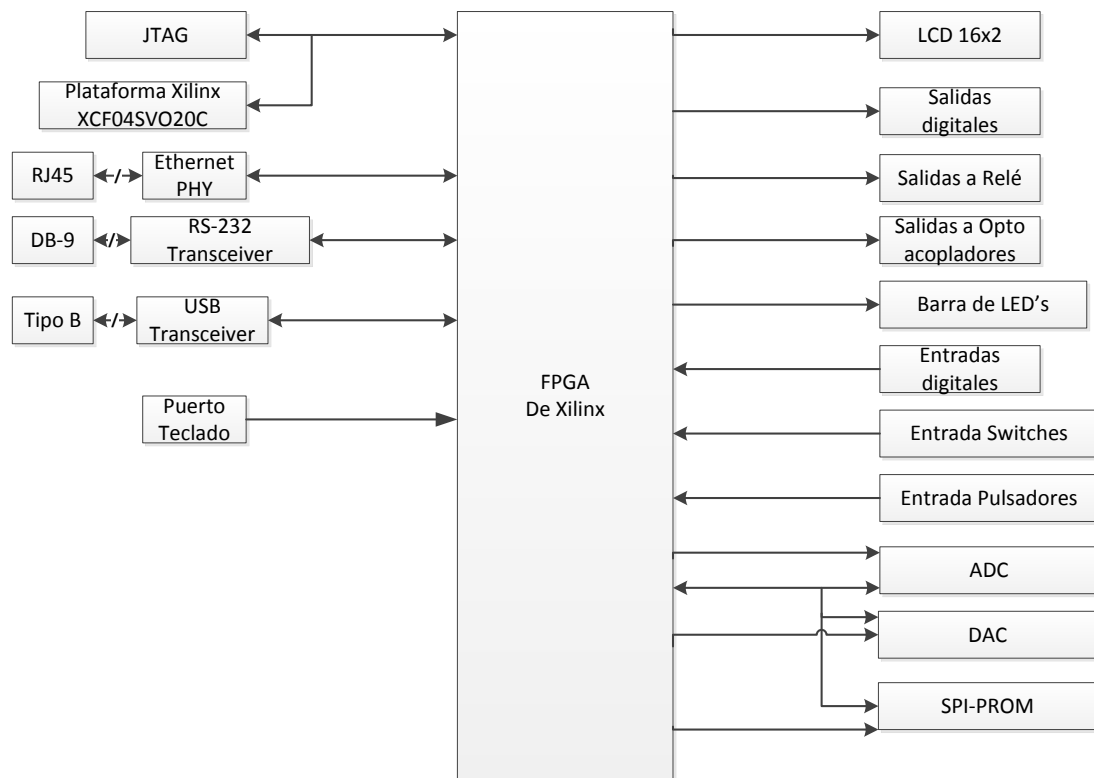 JTAG
Plataforma Xilinx
XCF04SVO20C
RJ45
/
Ethernet
PHY
DB-9
/
RS-232
Transceiver
Tipo B
/
USB
Transceiver
Puerto
Teclado
FPGA
De Xilinx
LCD 16x2
Salidas
digitales
Salidas a Relé
Salidas a Opto
acopladores
Barra de LED’s
Entradas
digitales
Entrada Switches
Entrada Pulsadores
ADC
DAC
SPI-PROM